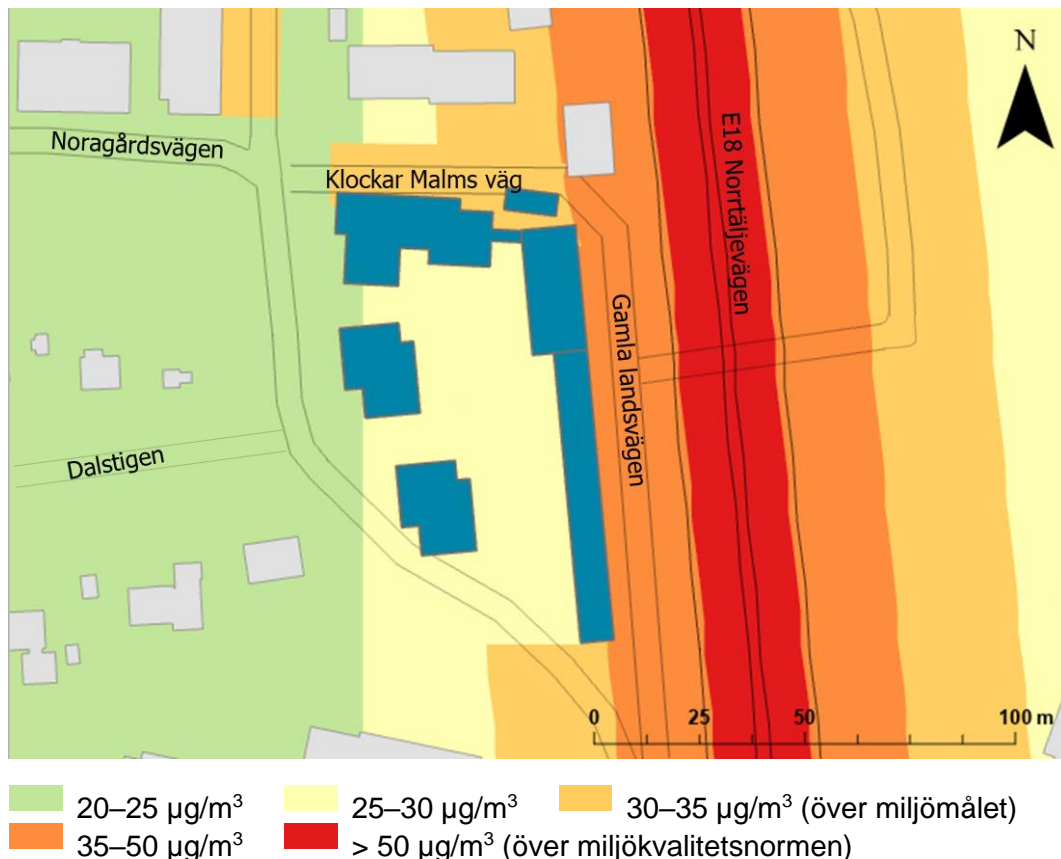 N
Noragårdsvägen
Klockar Malms väg
E18 Norrtäljevägen
Gamla landsvägen
Dalstigen
0 25 50 100 m
20–25 µg/m³ 25–30 µg/m³ 30–35 µg/m³ (över miljömålet)
35–50 µg/m³ > 50 µg/m³ (över miljökvalitetsnormen)